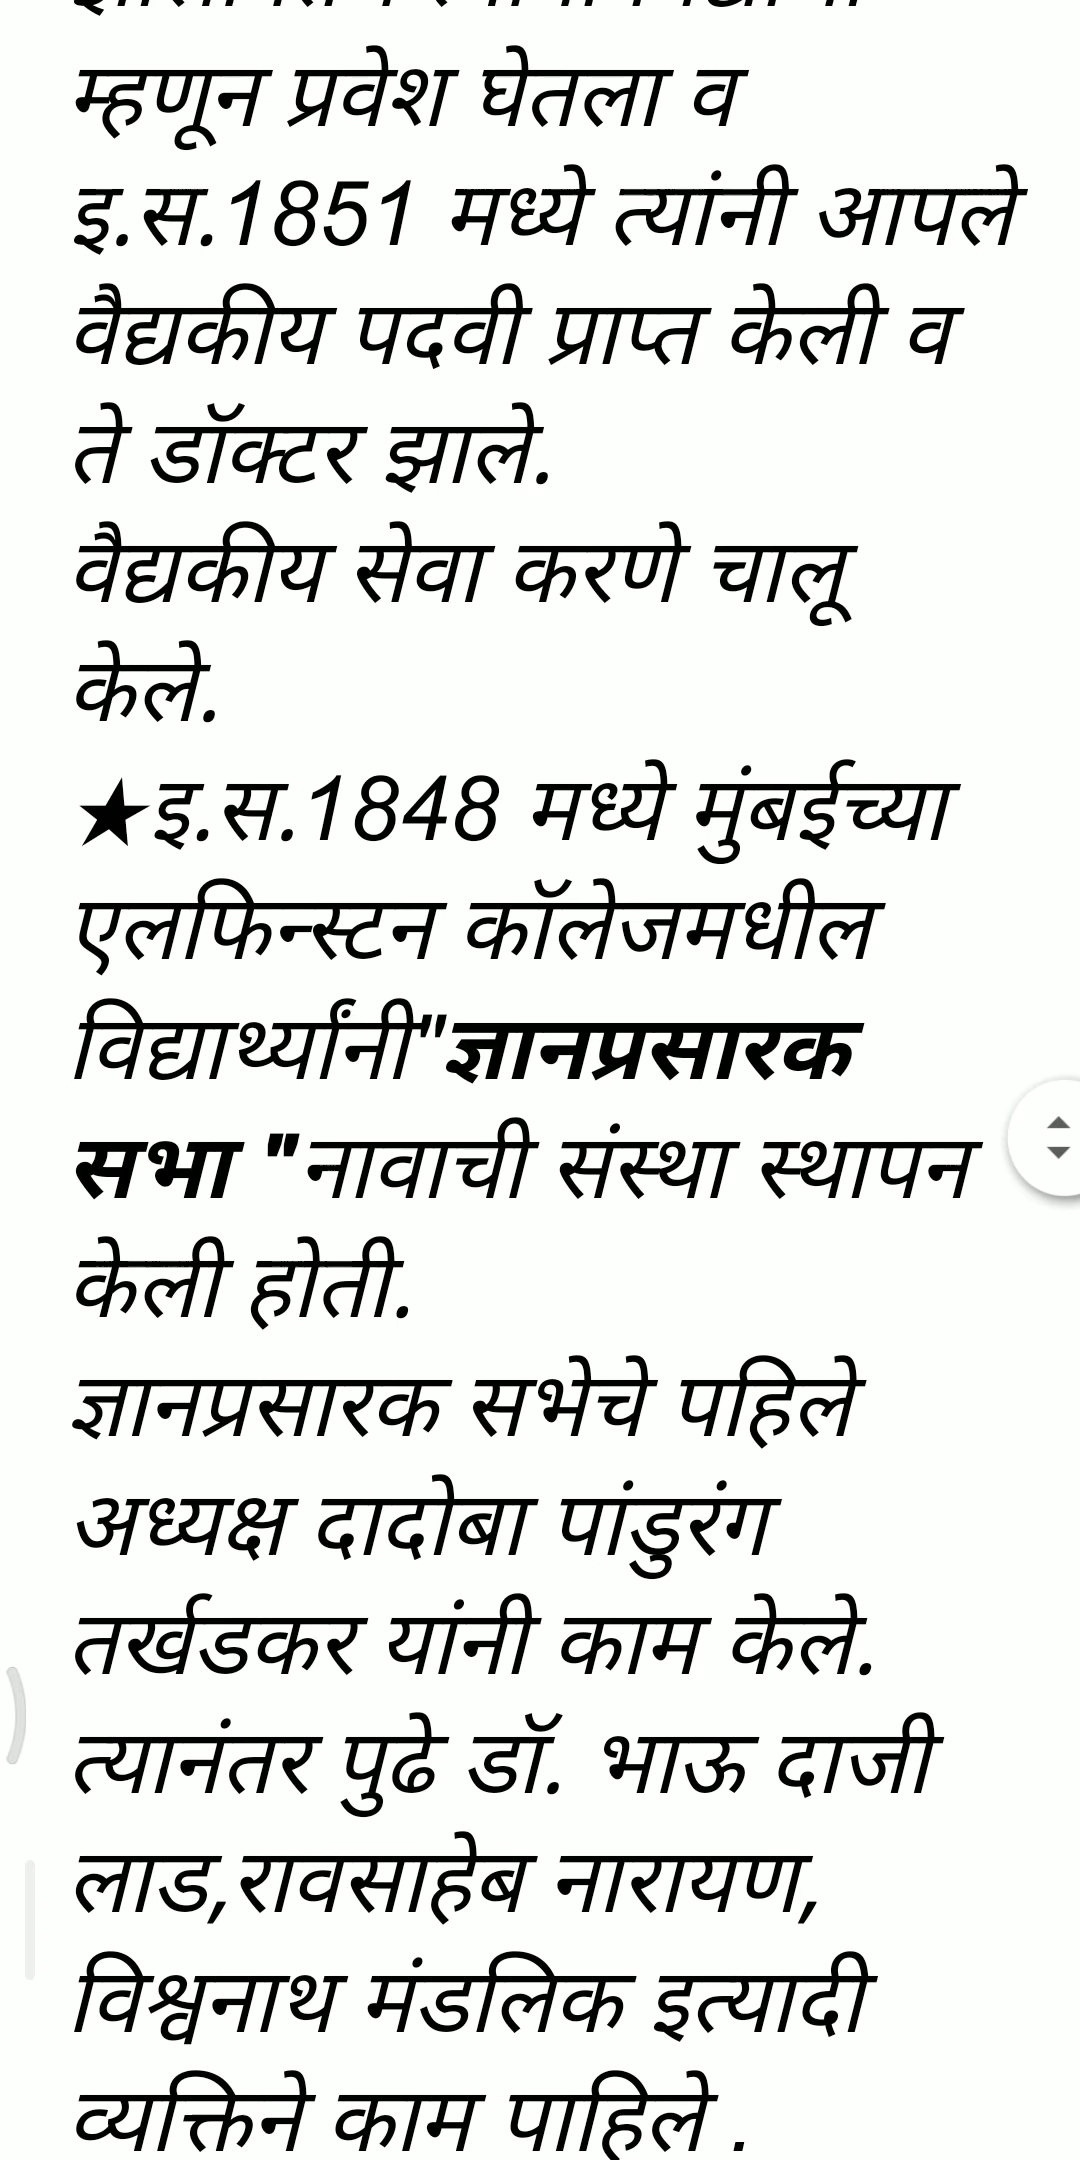 म्हणून प्रवेश घेतला व
इ.स.1851 मध्ये त्यांनी आपले
वैद्यकीय पदवी प्राप्त केली व
ते डॉक्टर झाले.
वैद्यकीय सेवा करणे चालू
केले.
★इ.स.1848 मध्ये मुंबईच्या
एलफिन्स्टन कॉलेजमधील
विद्यार्थ्यांनी"ज्ञानप्रसारक
सभा "नावाची संस्था स्थापन
केली होती.
ज्ञानप्रसारक सभेचे पहिले
अध्यक्ष दादोबा पांडुरंग
तर्खडकर यांनी काम केले.
त्यानंतर पुढे डॉ. भाऊ दाजी
लाड,रावसाहेब नारायण,
विश्वनाथ मंडलिक इत्यादी
व्यक्तिने काम पाहिले .